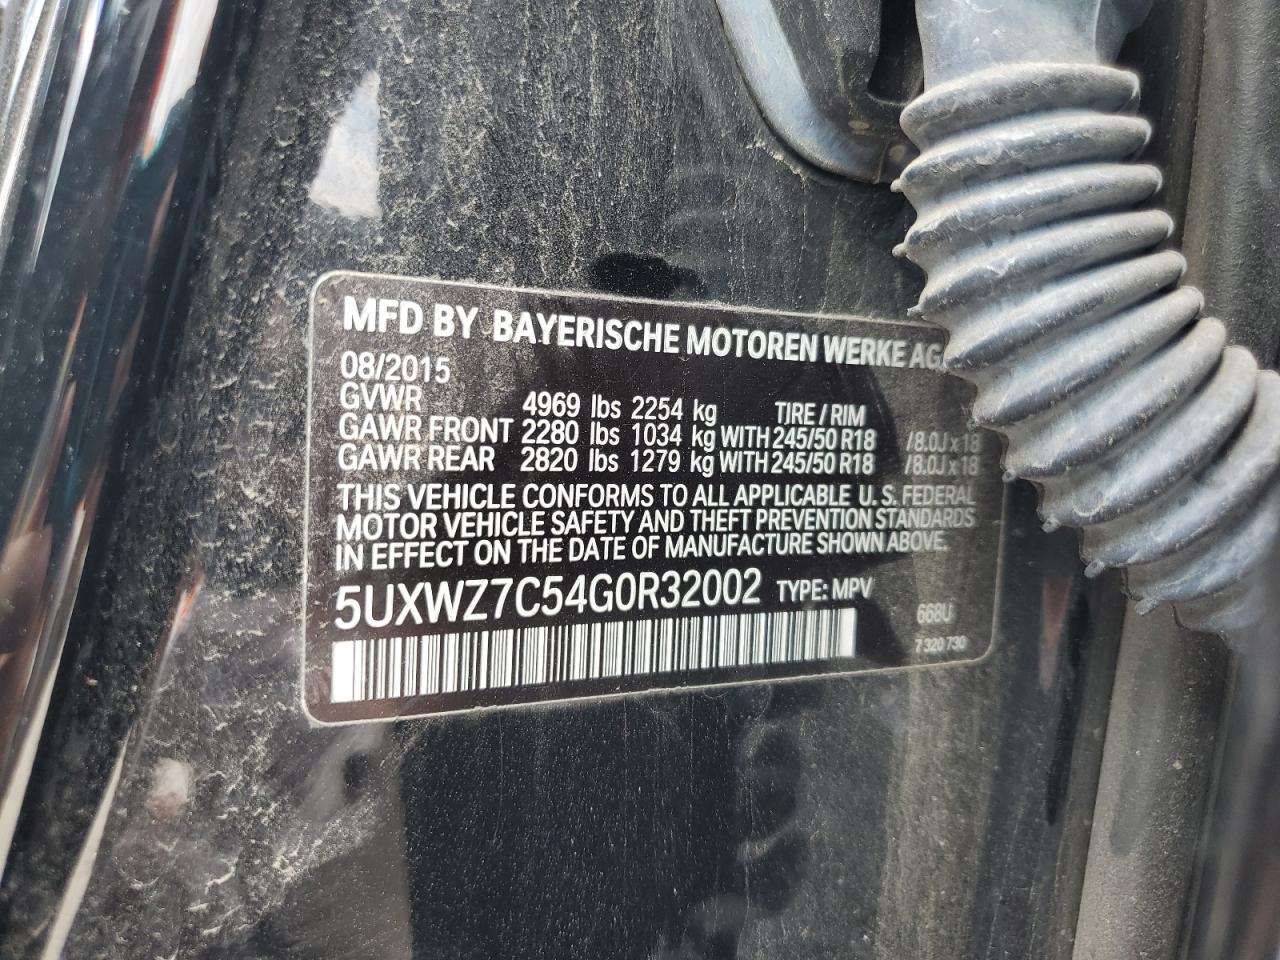 MFD BY BAYERISCHE MOTOREN WERKE AG
08/2015
GVWR 4969 lbs 2254 kg TIRE / RIM
GAWR FRONT 2280 lbs 1034 kg WITH 245/50 R18 /8.0J x 18
GAWR REAR 2820 lbs 1279 kg WITH 245/50 R18 /8.0J x 18
THIS VEHICLE CONFORMS TO ALL APPLICABLE U.S. FEDERAL
MOTOR VEHICLE SAFETY AND THEFT PREVENTION STANDARDS
IN EFFECT ON THE DATE OF MANUFACTURE SHOWN ABOVE.
5UXWZ7C54G0R32002 TYPE: MPV
668U
7 320 730